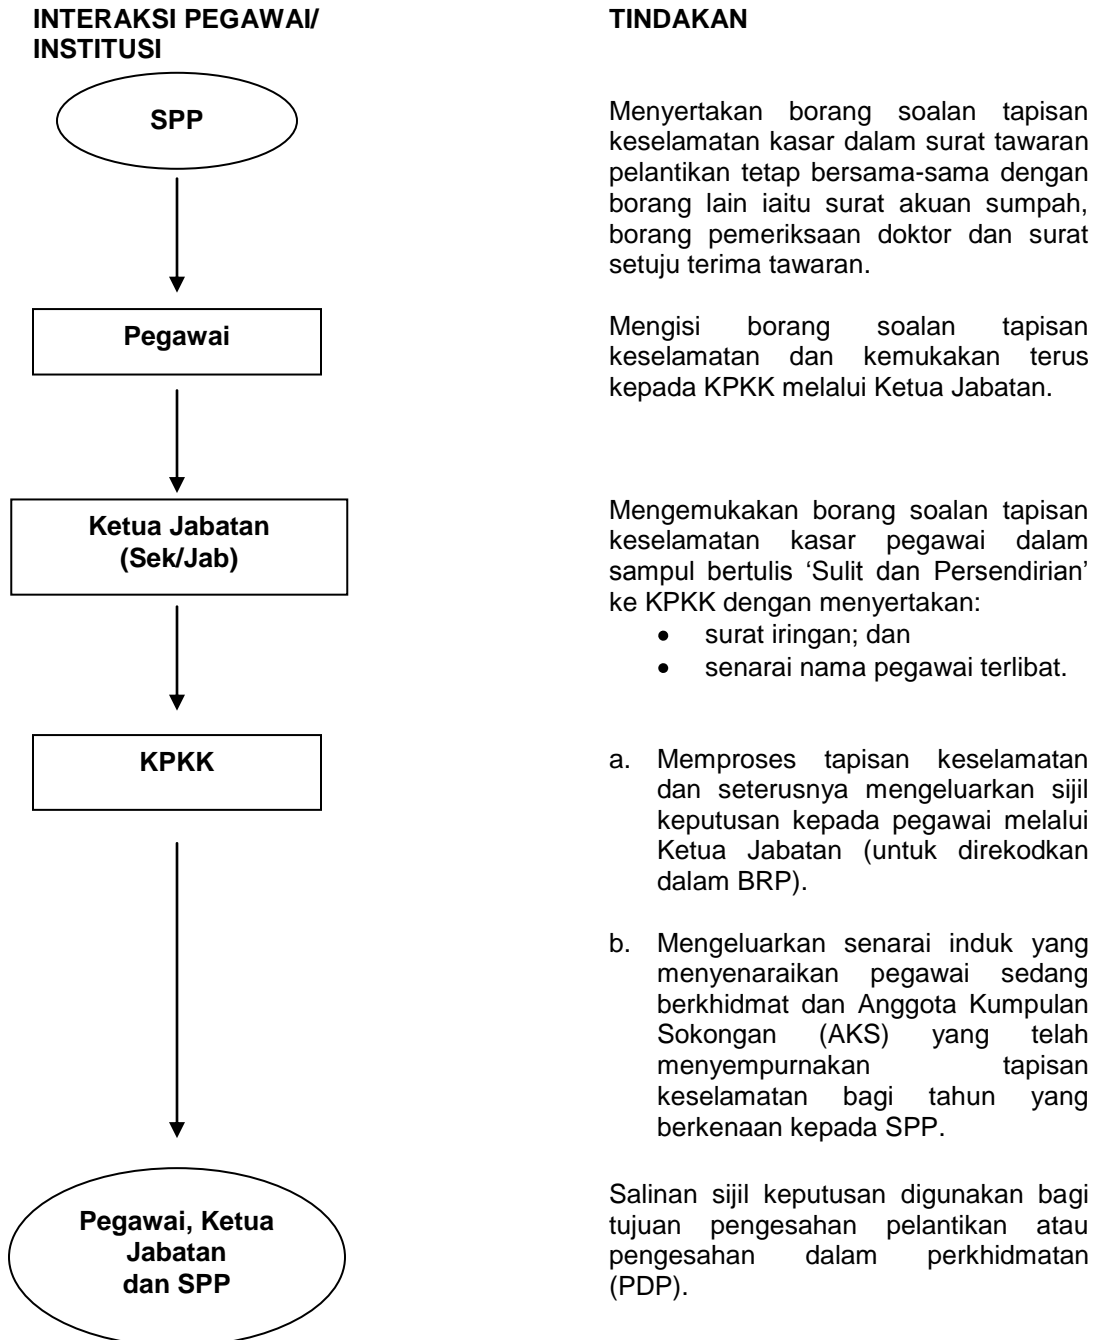 INTERAKSI PEGAWAI/
INSTITUSI
TINDAKAN
SPP
Menyertakan borang soalan tapisan
keselamatan kasar dalam surat tawaran
pelantikan tetap bersama-sama dengan
borang lain iaitu surat akuan sumpah,
borang pemeriksaan doktor dan surat
setuju terima tawaran.
Pegawai
Mengisi borang soalan tapisan
keselamatan dan kemukakan terus
kepada KPKK melalui Ketua Jabatan.
Ketua Jabatan
(Sek/Jab)
Mengemukakan borang soalan tapisan
keselamatan kasar pegawai dalam
sampul bertulis ‘Sulit dan Persendirian’
ke KPKK dengan menyertakan:
• surat iringan; dan
• senarai nama pegawai terlibat.
KPKK
a. Memproses tapisan keselamatan
dan seterusnya mengeluarkan sijil
keputusan kepada pegawai melalui
Ketua Jabatan (untuk direkodkan
dalam BRP).
b. Mengeluarkan senarai induk yang
menyenaraikan pegawai sedang
berkhidmat dan Anggota Kumpulan
Sokongan (AKS) yang telah
menyempurnakan tapisan
keselamatan bagi tahun yang
berkenaan kepada SPP.
Pegawai, Ketua
Jabatan
dan SPP
Salinan sijil keputusan digunakan bagi
tujuan pengesahan pelantikan atau
pengesahan dalam perkhidmatan
(PDP).